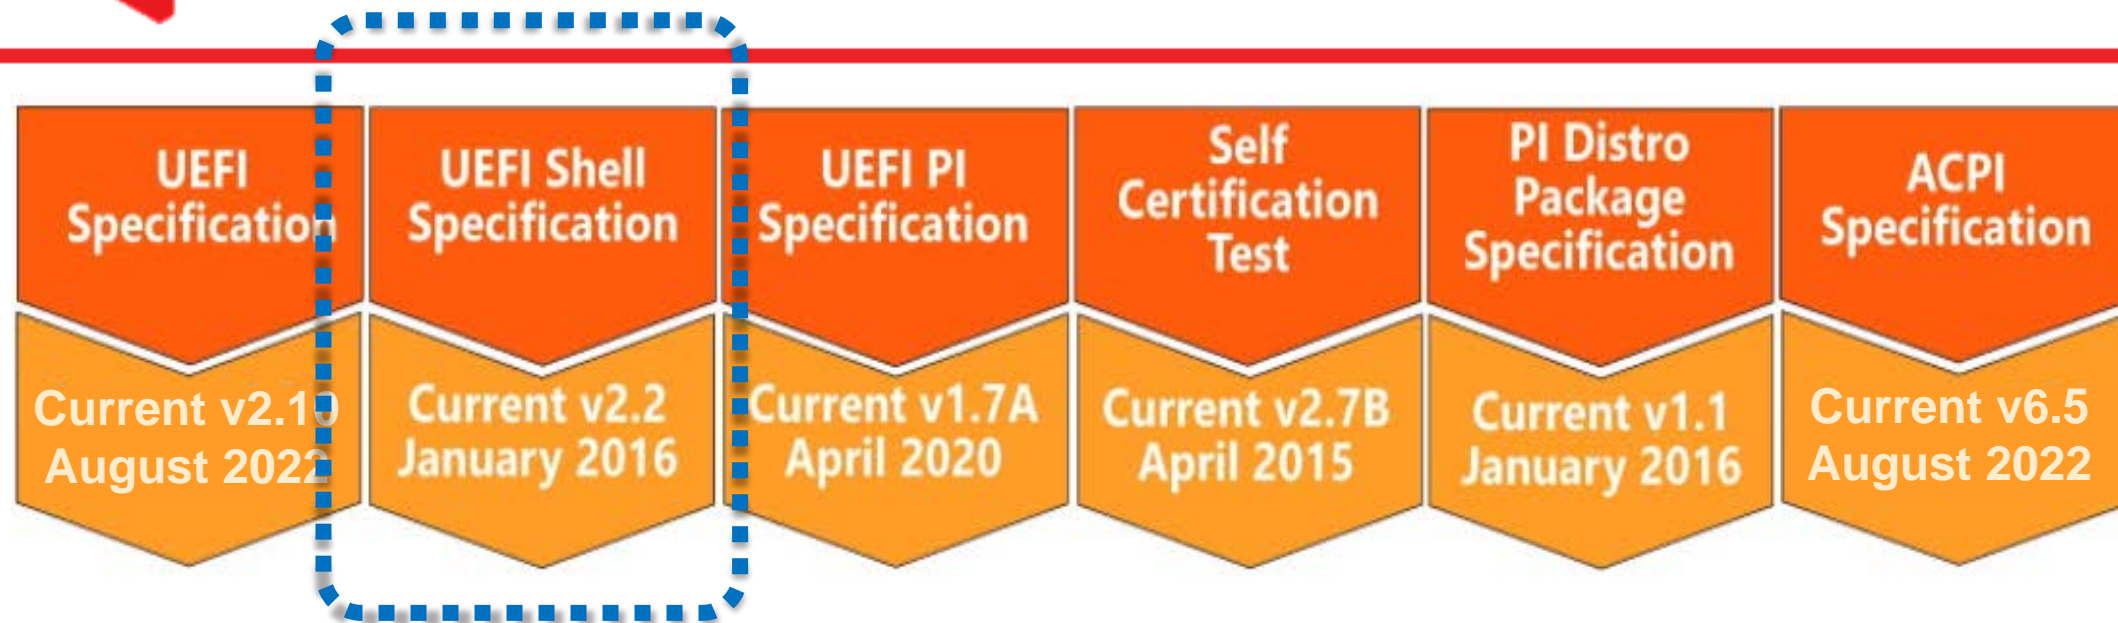 UEFI
Specification
UEFI Shell
Specification
UEFI PI
Specification
Self
Certification
Test
PI Distro
Package
Specification
ACPI
Specification
Current v2.10
August 2022
Current v2.2
January 2016
Current v1.7A
April 2020
Current v2.7B
April 2015
Current v1.1
January 2016
Current v6.5
August 2022